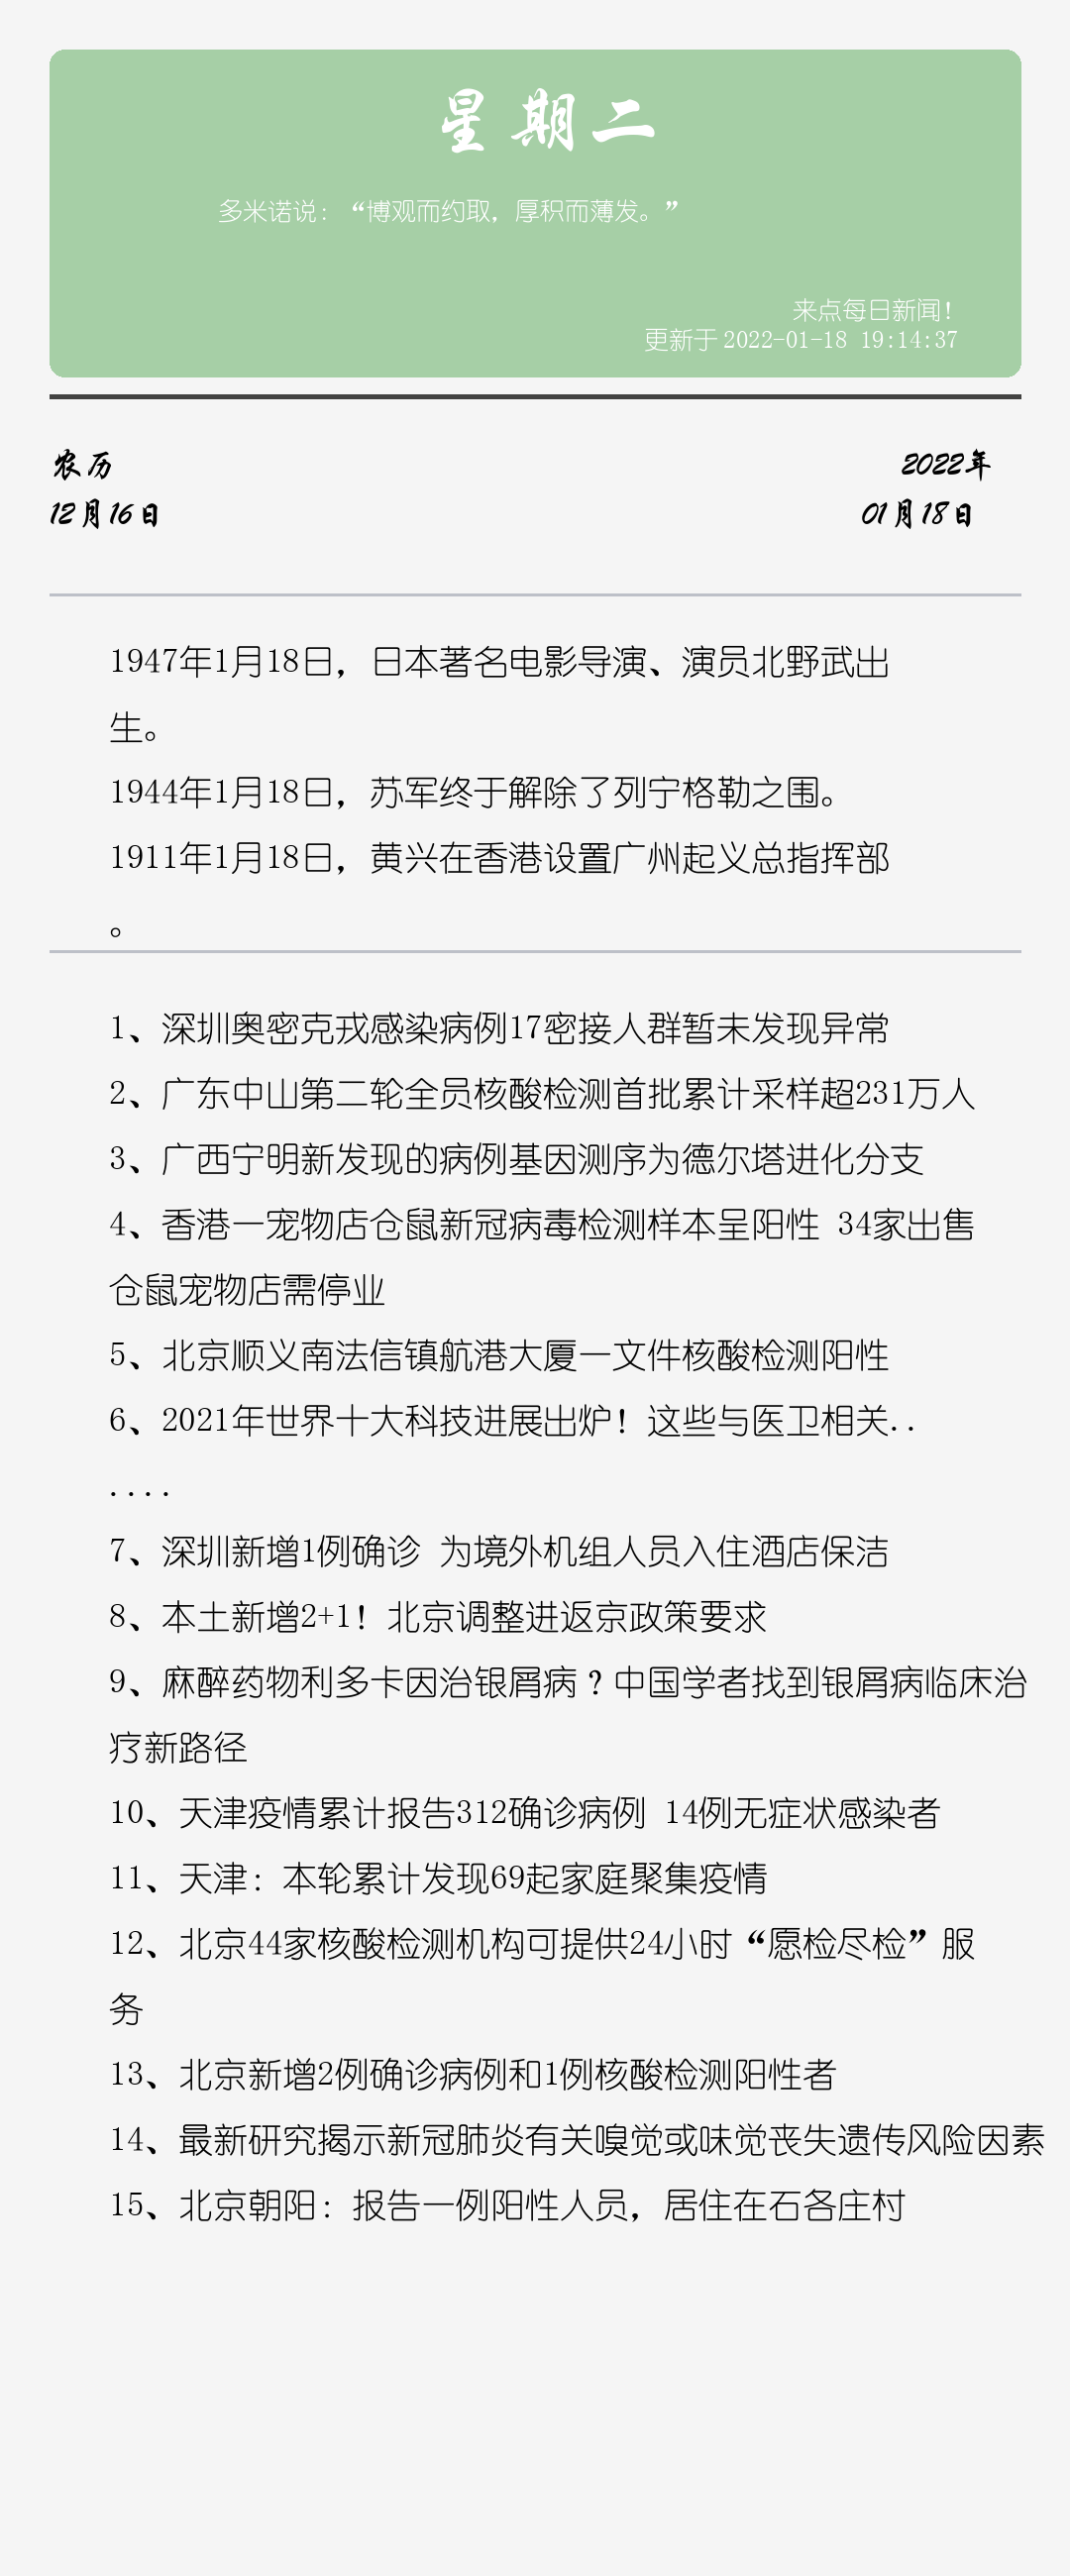 星期二
多米诺说：“博观而约取，厚积而薄发。”
来点每日新闻！
更新于2022-01-18 19:14:37
农历
2022年
12月16日
01月18日
1947年1月18日，日本著名电影导演、演员北野武出
生。
1944年1月18日，苏军终于解除了列宁格勒之围。
1911年1月18日，黄兴在香港设置广州起义总指挥部
。
1、深圳奥密克戎感染病例17密接人群暂未发现异常
2、广东中山第二轮全员核酸检测首批累计采样超231万人
3、广西宁明新发现的病例基因测序为德尔塔进化分支
4、香港一宠物店仓鼠新冠病毒检测样本呈阳性 34家出售
仓鼠宠物店需停业
5、北京顺义南法信镇航港大厦一文件核酸检测阳性
6、2021年世界十大科技进展出炉！这些与医卫相关..
....
7、深圳新增1例确诊 为境外机组人员入住酒店保洁
8、本土新增2+1！北京调整进返京政策要求
9、麻醉药物利多卡因治银屑病？中国学者找到银屑病临床治
疗新路径
10、天津疫情累计报告312确诊病例 14例无症状感染者
11、天津：本轮累计发现69起家庭聚集疫情
12、北京44家核酸检测机构可提供24小时“愿检尽检”服
务
13、北京新增2例确诊病例和1例核酸检测阳性者
14、最新研究揭示新冠肺炎有关嗅觉或味觉丧失遗传风险因素
15、北京朝阳：报告一例阳性人员，居住在石各庄村